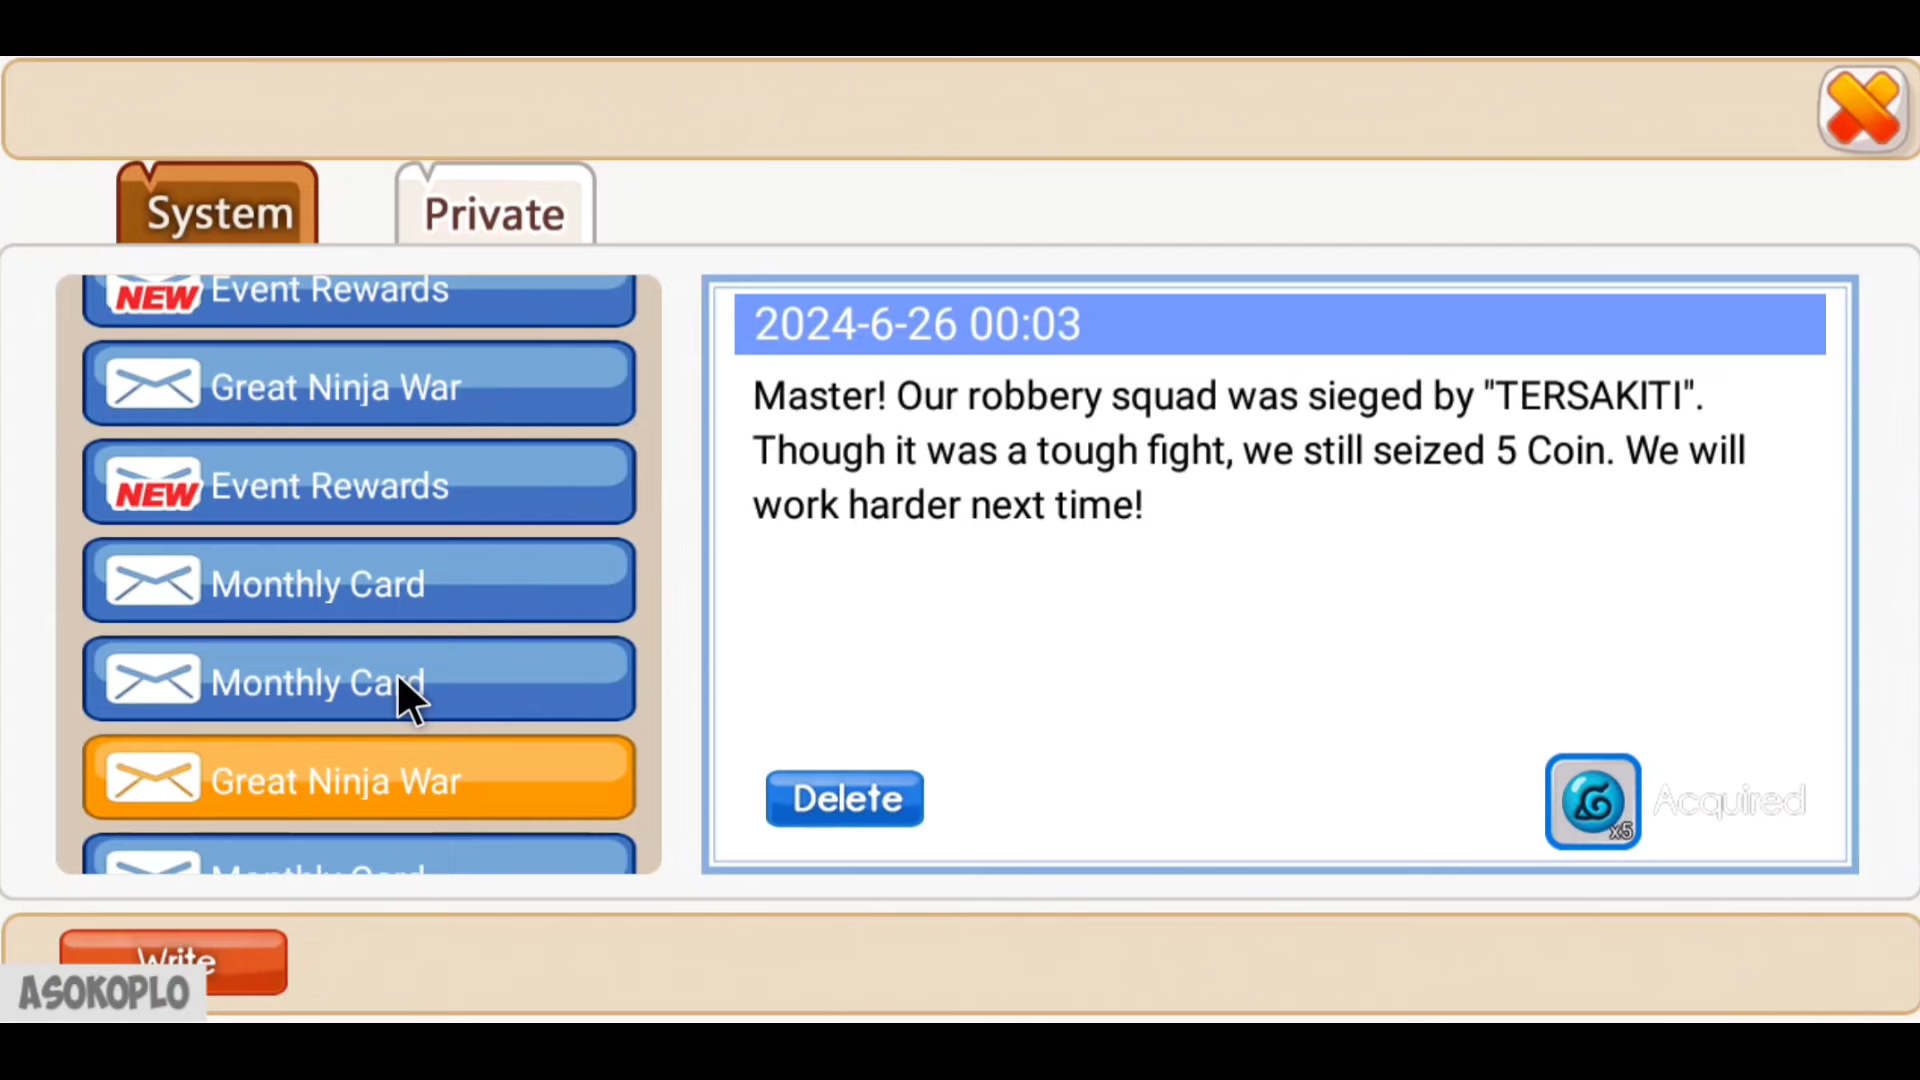 System
Private
NEW Event Rewards
Great Ninja War
NEW Event Rewards
Monthly Card
Monthly Card
Great Ninja War
Monthly Card
2024-6-26 00:03
Master! Our robbery squad was sieged by "TERSAKITI".
Though it was a tough fight, we still seized 5 Coin. We will
work harder next time!
Delete
x5
Acquired
Write
ASOKOPLO